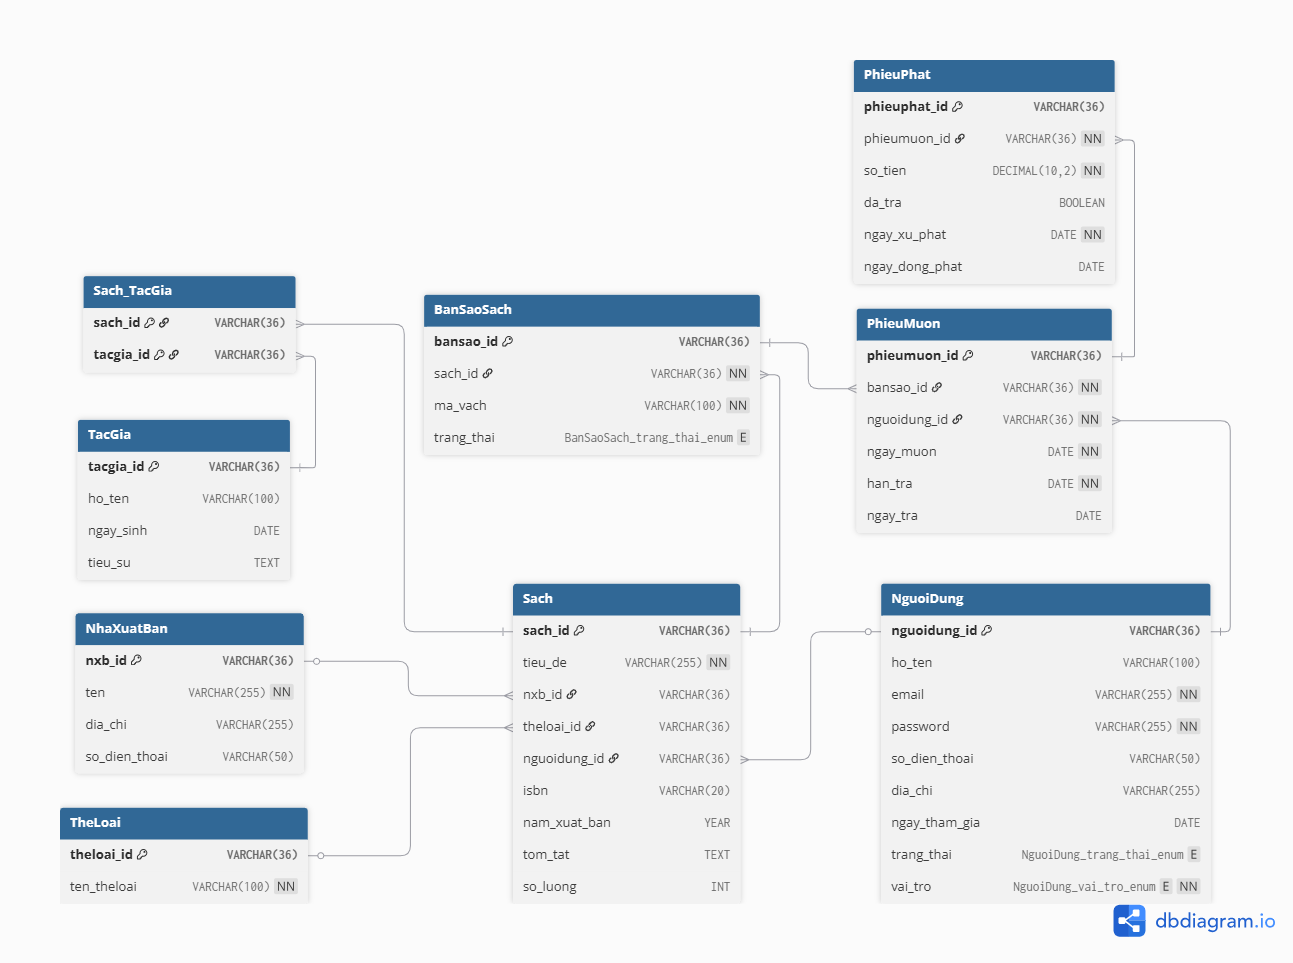 PhieuPhat
phieuphat_id VARCHAR(36)
phieumuon_id VARCHAR(36) NN
so_tien DECIMAL(10,2) NN
da_tra BOOLEAN
ngay_xu_phat DATE NN
ngay_dong_phat DATE
Sach_TacGia
sach_id VARCHAR(36)
tacgia_id VARCHAR(36)
BanSaoSach
bansao_id VARCHAR(36)
sach_id VARCHAR(36) NN
ma_vach VARCHAR(100) NN
trang_thai BanSaoSach_trang_thai_enum E
PhieuMuon
phieumuon_id VARCHAR(36)
bansao_id VARCHAR(36) NN
nguoidung_id VARCHAR(36) NN
ngay_muon DATE NN
han_tra DATE NN
ngay_tra DATE
TacGia
tacgia_id VARCHAR(36)
ho_ten VARCHAR(100)
ngay_sinh DATE
tieu_su TEXT
Sach
sach_id VARCHAR(36)
tieu_de VARCHAR(255) NN
nxb_id VARCHAR(36)
theloai_id VARCHAR(36)
nguoidung_id VARCHAR(36)
isbn VARCHAR(20)
nam_xuat_ban YEAR
tom_tat TEXT
so_luong INT
NguoiDung
nguoidung_id VARCHAR(36)
ho_ten VARCHAR(100)
email VARCHAR(255) NN
password VARCHAR(255) NN
so_dien_thoai VARCHAR(50)
dia_chi VARCHAR(255)
ngay_tham_gia DATE
trang_thai NguoiDung_trang_thai_enum E
vai_tro NguoiDung_vai_tro_enum E NN
NhaXuatBan
nxb_id VARCHAR(36)
ten VARCHAR(255) NN
dia_chi VARCHAR(255)
so_dien_thoai VARCHAR(50)
TheLoai
theloai_id VARCHAR(36)
ten_theloai VARCHAR(100) NN
dbdiagram.io